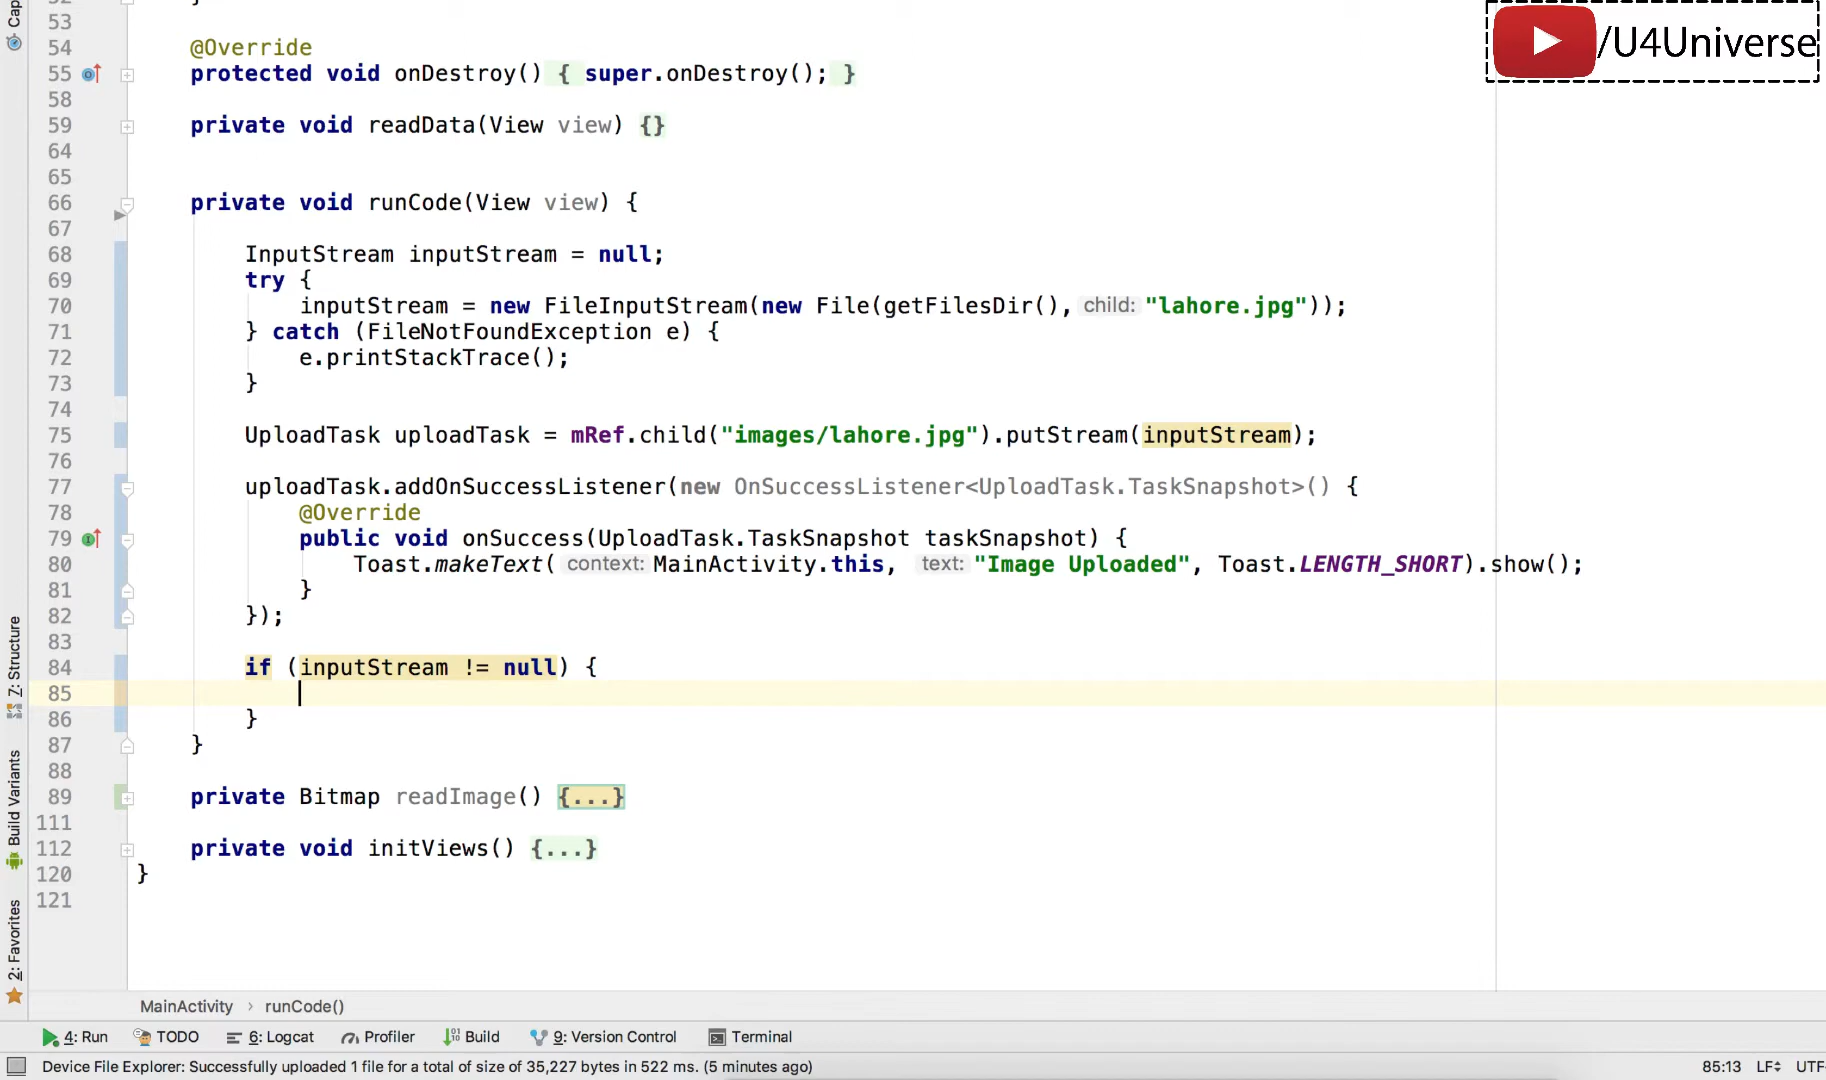 /U4Universe
Cap
52 }
53
54 @Override
55 protected void onDestroy() { super.onDestroy(); }
58
59 private void readData(View view) {}
64
65
66 private void runCode(View view) {
67
68 InputStream inputStream = null;
69 try {
70 inputStream = new FileInputStream(new File(getFilesDir(), child: "lahore.jpg"));
71 } catch (FileNotFoundException e) {
72 e.printStackTrace();
73 }
74
75 UploadTask uploadTask = mRef.child("images/lahore.jpg").putStream(inputStream);
76
77 uploadTask.addOnSuccessListener(new OnSuccessListener<UploadTask.TaskSnapshot>() {
78 @Override
79 public void onSuccess(UploadTask.TaskSnapshot taskSnapshot) {
80 Toast.makeText( context: MainActivity.this, text: "Image Uploaded", Toast.LENGTH_SHORT).show();
81 }
82 });
83
84 if (inputStream != null) {
85
86 }
87 }
88
89 private Bitmap readImage() {...}
111
112 private void initViews() {...}
120 }
121
7: Structure
Build Variants
2: Favorites
MainActivity › runCode()
4: Run TODO 6: Logcat Profiler Build 9: Version Control Terminal
Device File Explorer: Successfully uploaded 1 file for a total of size of 35,227 bytes in 522 ms. (5 minutes ago) 85:13 LF UTF